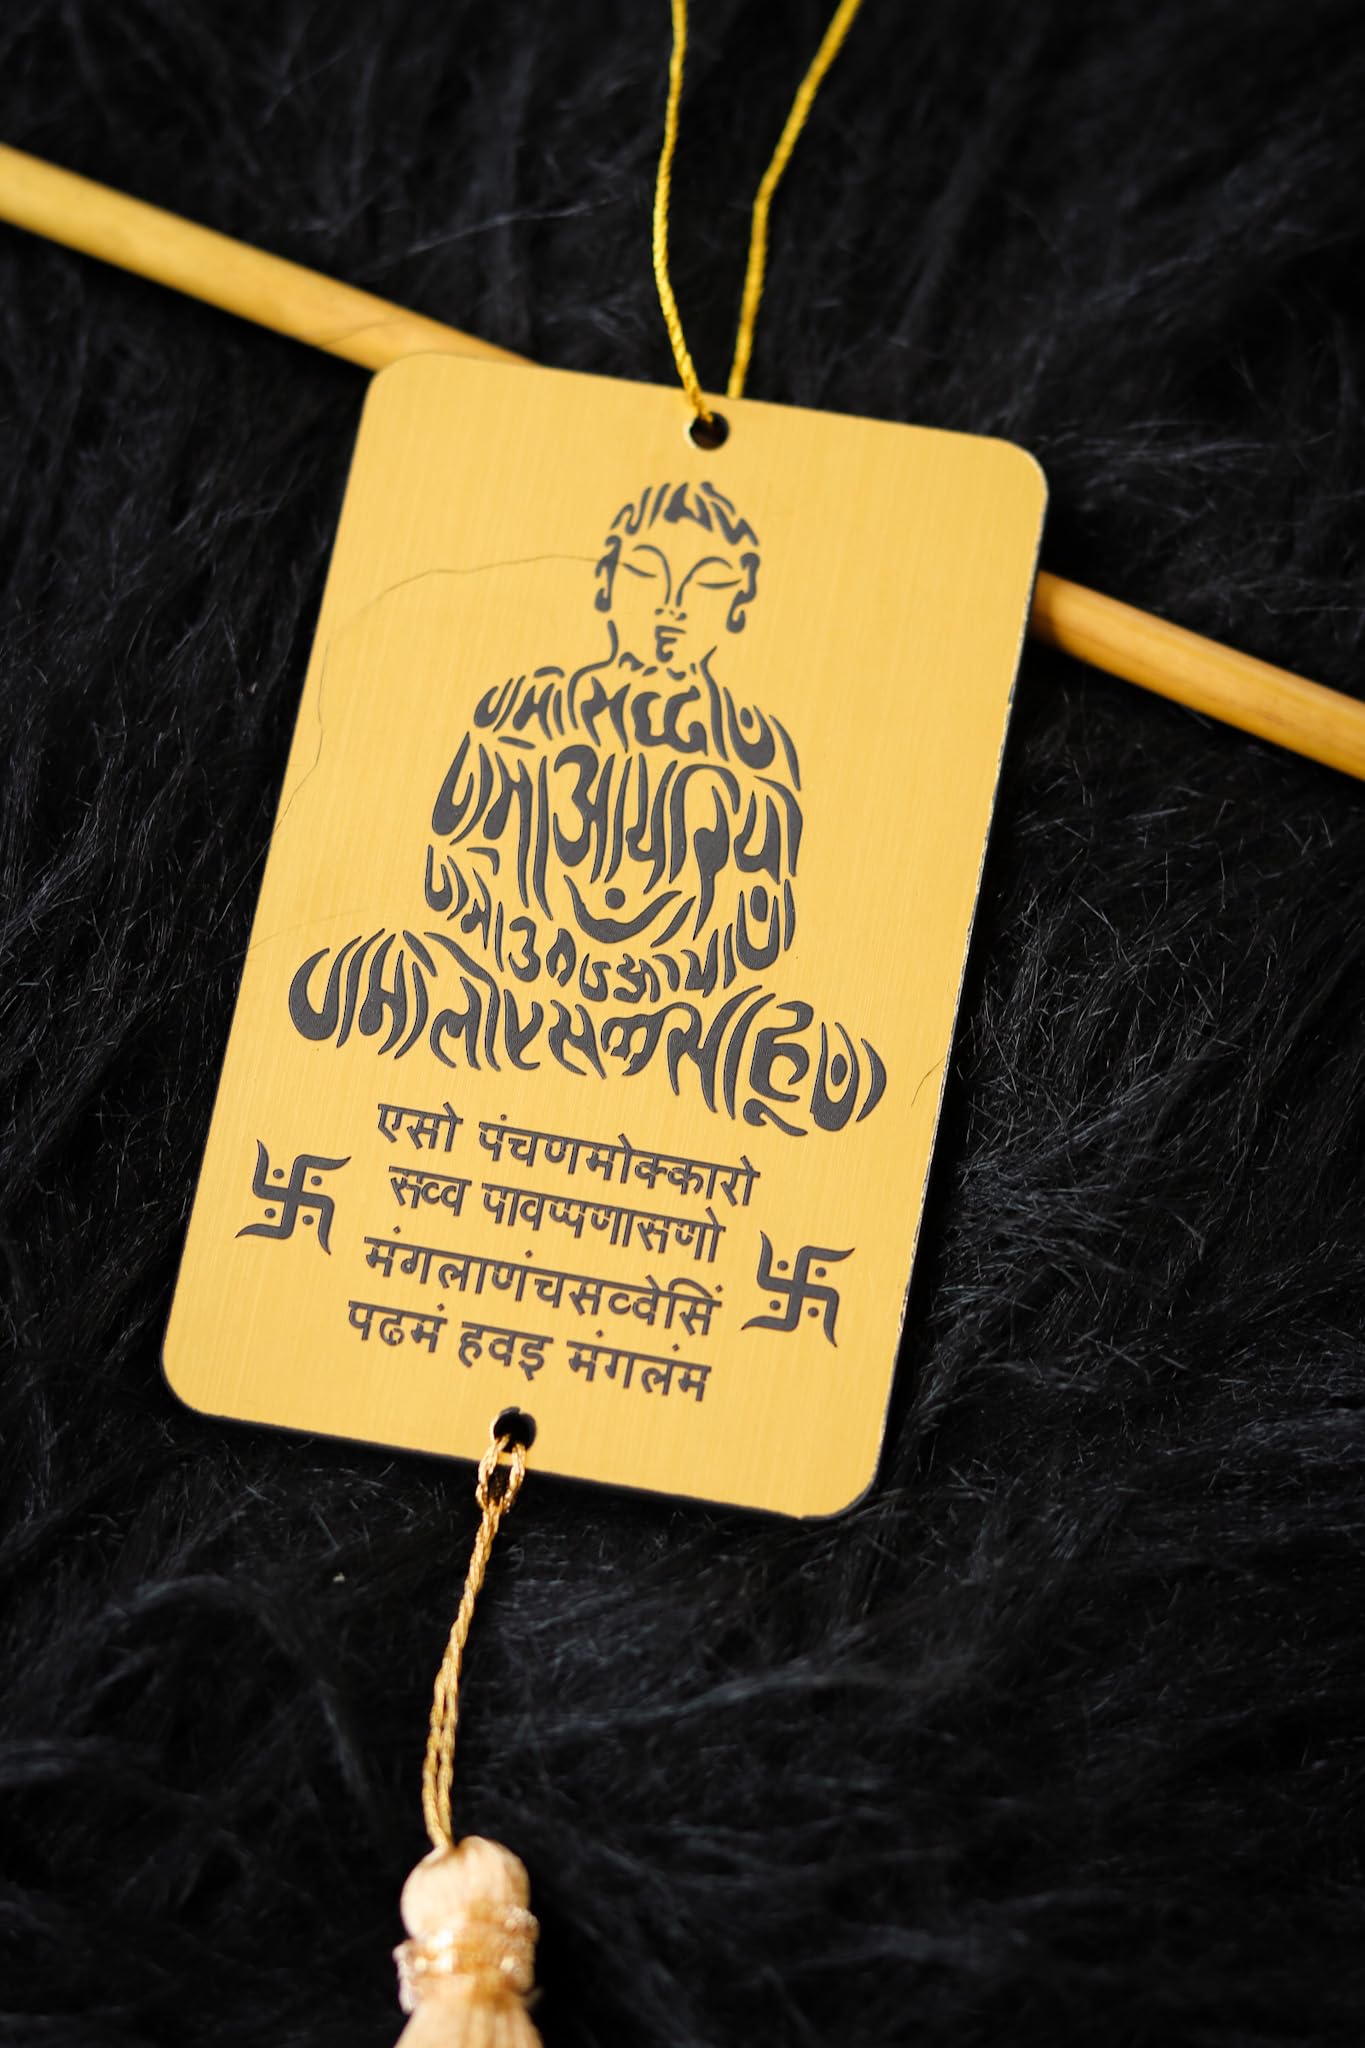 णमो सिद्धाणं
णमो आयरियाणं
णमो उवज्झायाणं
णमो लोए सव्व साहूणं
एसो पंचणमोक्कारो
सव्व पावप्पणासणो
मंगलाणंचसव्वेसिं
पढमं हवइ मंगलंम